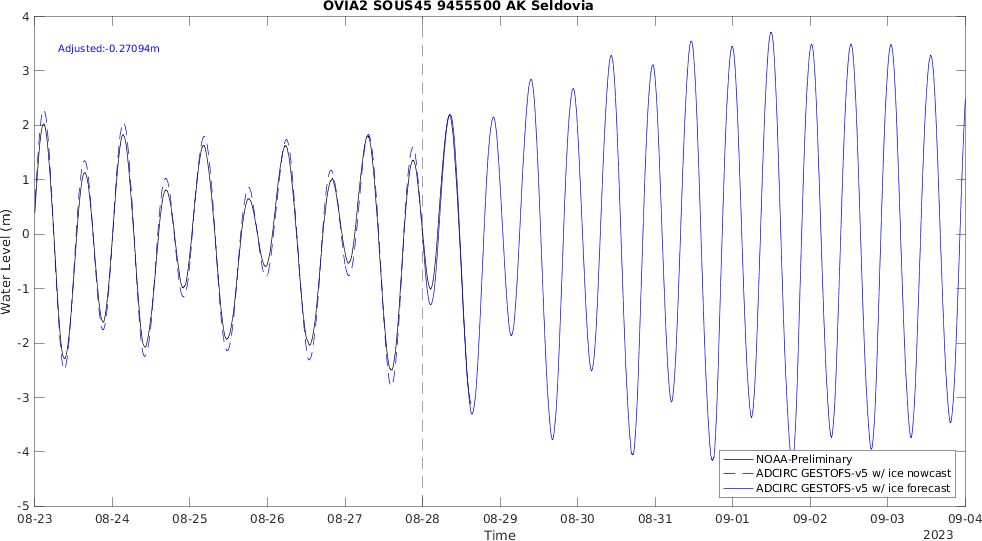 OVIA2 SOUS45 9455500 AK Seldovia
Adjusted:-0.27094m
Water Level (m)
4
3
2
1
0
-1
-2
-3
-4
-5
NOAA-Preliminary
ADCIRC GESTOFS-v5 w/ ice nowcast
ADCIRC GESTOFS-v5 w/ ice forecast
08-23 08-24 08-25 08-26 08-27 08-28 08-29 08-30 08-31 09-01 09-02 09-03 09-04
Time
2023